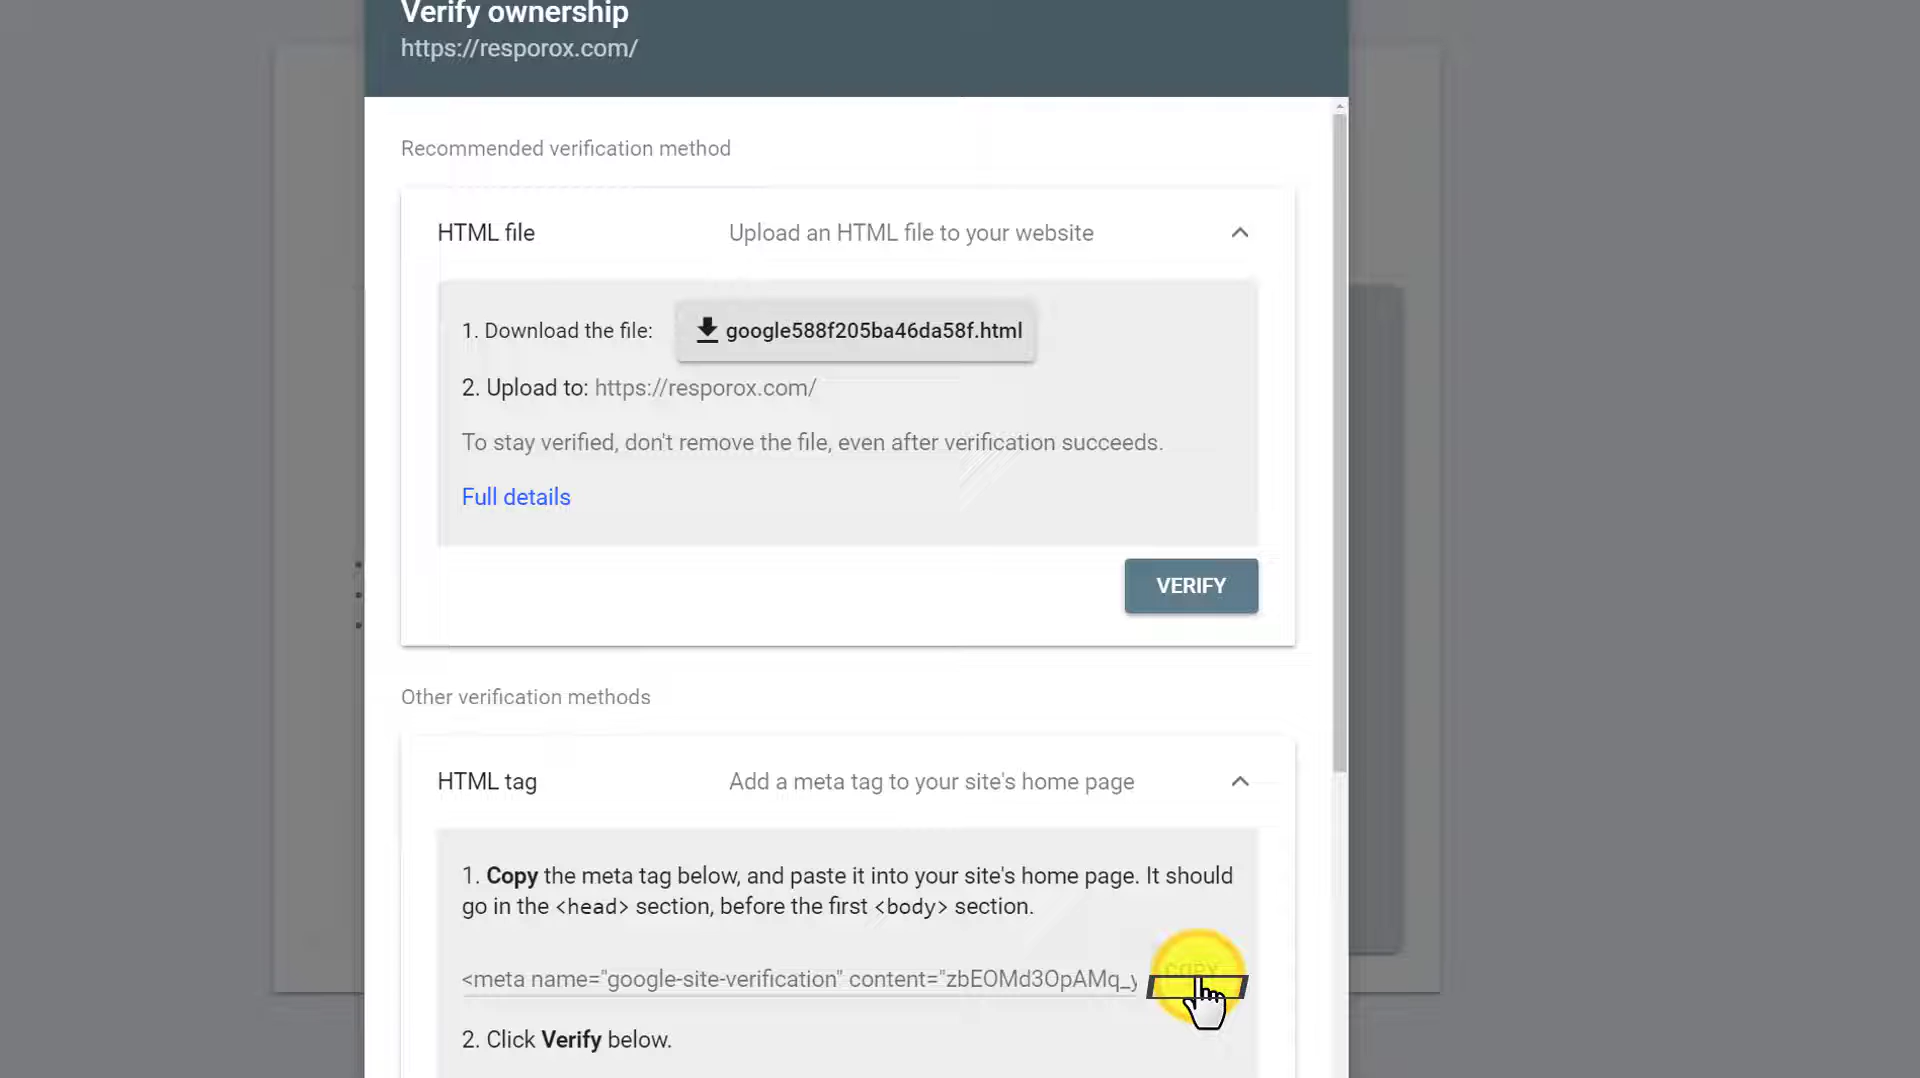 Verify ownership
https://resporox.com/
Recommended verification method
HTML file
Upload an HTML file to your website
1. Download the file:
google588f205ba46da58f.html
2. Upload to: https://resporox.com/
To stay verified, don't remove the file, even after verification succeeds.
Full details
VERIFY
Other verification methods
HTML tag
Add a meta tag to your site's home page
1. Copy the meta tag below, and paste it into your site's home page. It should
go in the <head> section, before the first <body> section.
<meta name="google-site-verification" content="zbEOMd3OpAMq_y
COPY
2. Click Verify below.